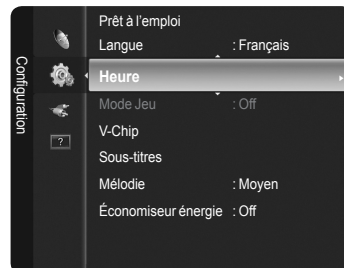 Configuration
Prêt à l'emploi
Langue : Français
Heure
Mode Jeu : Off
V-Chip
Sous-titres
Mélodie : Moyen
Économiseur énergie : Off
?